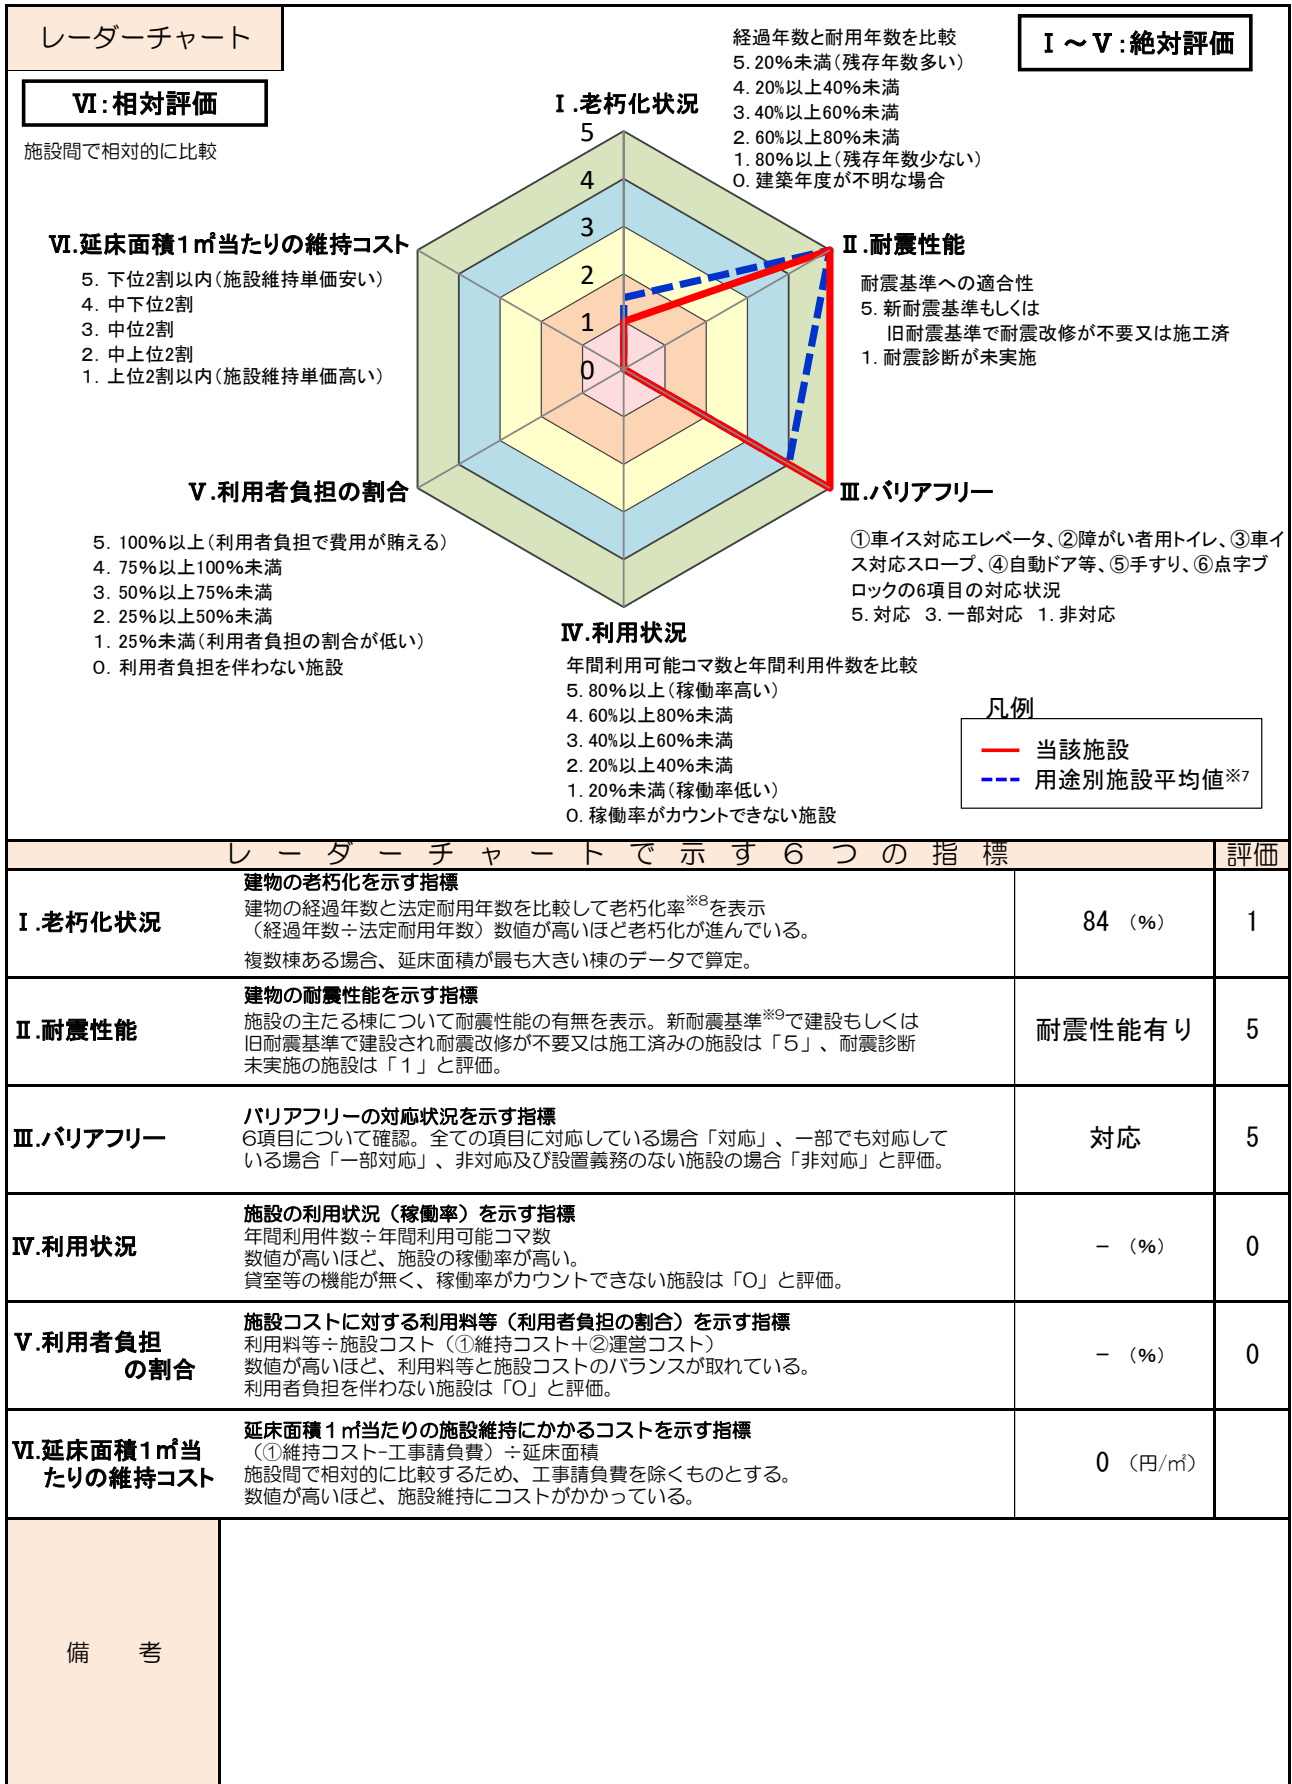 レーダーチャート
Ⅰ～Ⅴ：絶対評価
Ⅵ：相対評価
施設間で相対的に比較
Ⅰ.老朽化状況
経過年数と耐用年数を比較
5.20%未満（残存年数多い）
4.20%以上40%未満
3.40%以上60%未満
2.60%以上80%未満
1.80%以上（残存年数少ない）
0.建築年度が不明な場合
5
4
3
2
1
0
Ⅱ.耐震性能
耐震基準への適合性
5.新耐震基準もしくは
旧耐震基準で耐震改修が不要又は施工済
1.耐震診断が未実施
Ⅵ.延床面積1㎡当たりの維持コスト
5.下位2割以内（施設維持単価安い）
4.中下位2割
3.中位2割
2.中上位2割
1.上位2割以内（施設維持単価高い）
Ⅲ.バリアフリー
①車イス対応エレベータ、②障がい者用トイレ、③車イ
ス対応スロープ、④自動ドア等、⑤手すり、⑥点字ブ
ロックの6項目の対応状況
5.対応 3.一部対応 1.非対応
Ⅴ.利用者負担の割合
5.100%以上（利用者負担で費用が賄える）
4.75%以上100%未満
3.50%以上75%未満
2.25%以上50%未満
1.25%未満（利用者負担の割合が低い）
0.利用者負担を伴わない施設
Ⅳ.利用状況
年間利用可能コマ数と年間利用件数を比較
5.80%以上（稼働率高い）
4.60%以上80%未満
3.40%以上60%未満
2.20%以上40%未満
1.20%未満（稼働率低い）
0.稼働率がカウントできない施設
凡例
当該施設
用途別施設平均値※7
レーダーチャートで示す6つの指標 評価
Ⅰ.老朽化状況
建物の老朽化を示す指標
建物の経過年数と法定耐用年数を比較して老朽化率※8を表示
（経過年数÷法定耐用年数）数値が高いほど老朽化が進んでいる。
複数棟ある場合、延床面積が最も大きい棟のデータで算定。
84 （%） 1
Ⅱ.耐震性能
建物の耐震性能を示す指標
施設の主たる棟について耐震性能の有無を表示。新耐震基準※9で建設もしくは
旧耐震基準で建設され耐震改修が不要又は施工済みの施設は「5」、耐震診断
未実施の施設は「1」と評価。
耐震性能有り 5
Ⅲ.バリアフリー
バリアフリーの対応状況を示す指標
6項目について確認。全ての項目に対応している場合「対応」、一部でも対応して
いる場合「一部対応」、非対応及び設置義務のない施設の場合「非対応」と評価。
対応 5
Ⅳ.利用状況
施設の利用状況（稼働率）を示す指標
年間利用件数÷年間利用可能コマ数
数値が高いほど、施設の稼働率が高い。
貸室等の機能が無く、稼働率がカウントできない施設は「0」と評価。
－ （%） 0
Ⅴ.利用者負担
の割合
施設コストに対する利用料等（利用者負担の割合）を示す指標
利用料等÷施設コスト（①維持コスト＋②運営コスト）
数値が高いほど、利用料等と施設コストのバランスが取れている。
利用者負担を伴わない施設は「0」と評価。
－ （%） 0
Ⅵ.延床面積1㎡当
たりの維持コスト
延床面積1㎡当たりの施設維持にかかるコストを示す指標
（①維持コスト-工事請負費）÷延床面積
施設間で相対的に比較するため、工事請負費を除くものとする。
数値が高いほど、施設維持にコストがかかっている。
0 （円/㎡）
備 考